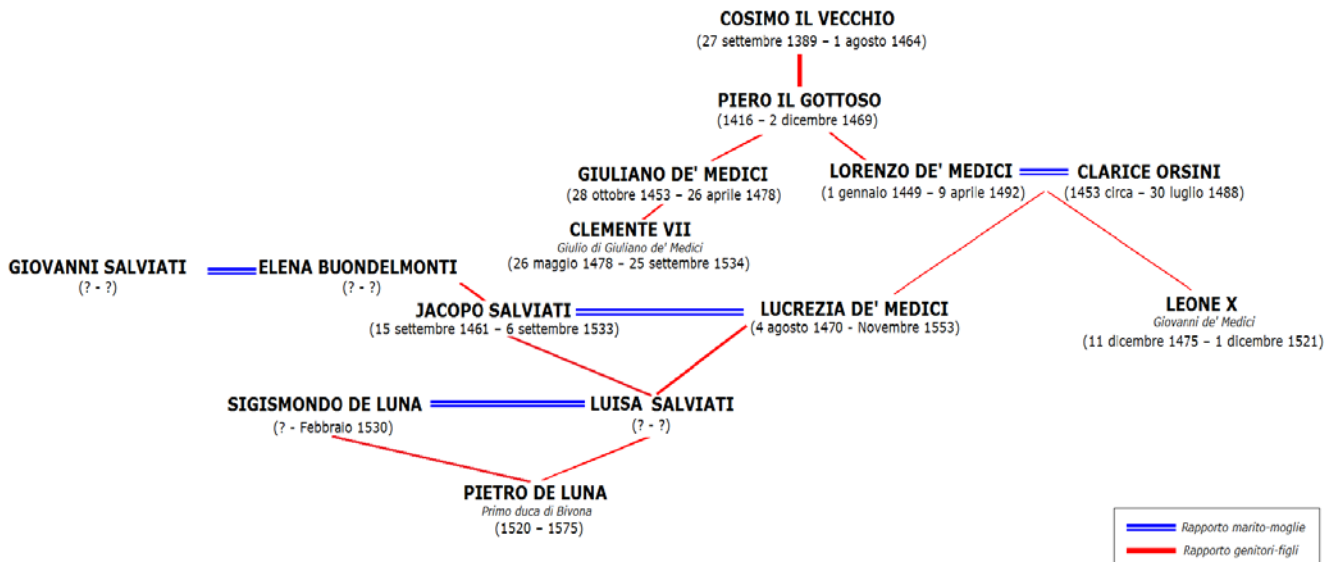 COSIMO IL VECCHIO
(27 settembre 1389 – 1 agosto 1464)
PIERO IL GOTTOSO
(1416 – 2 dicembre 1469)
GIULIANO DE' MEDICI
(28 ottobre 1453 – 26 aprile 1478)
LORENZO DE' MEDICI
(1 gennaio 1449 – 9 aprile 1492)
CLARICE ORSINI
(1453 circa – 30 luglio 1488)
CLEMENTE VII
Giulio di Giuliano de' Medici
(26 maggio 1478 – 25 settembre 1534)
GIOVANNI SALVIATI
(? - ?)
ELENA BUONDELMONTI
(? - ?)
JACOPO SALVIATI
(15 settembre 1461 – 6 settembre 1533)
LUCREZIA DE' MEDICI
(4 agosto 1470 - Novembre 1553)
LEONE X
Giovanni de' Medici
(11 dicembre 1475 – 1 dicembre 1521)
SIGISMONDO DE LUNA
(? - Febbraio 1530)
LUISA SALVIATI
(? - ?)
PIETRO DE LUNA
Primo duca di Bivona
(1520 – 1575)
Rapporto marito-moglie
Rapporto genitori-figli